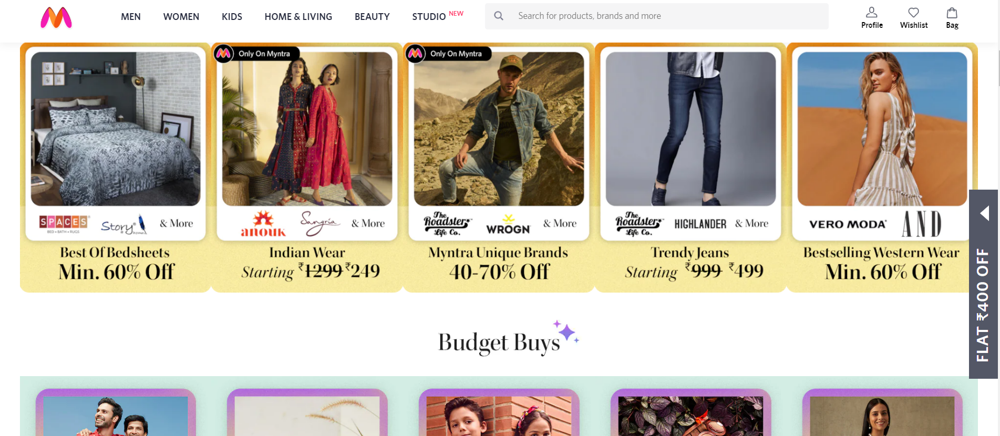 MEN WOMEN KIDS HOME & LIVING BEAUTY STUDIO NEW
Search for products, brands and more
Profile Wishlist Bag
Only On Myntra
Only On Myntra
SPACES
BED • BATH • RUGS
Story@home
& More
anouk
Sangria
& More
The Roadster Life Co.
WROGN
& More
The Roadster Life Co.
HIGHLANDER
& More
VERO MODA
AND
Best Of Bedsheets
Min. 60% Off
Indian Wear
Starting ₹1299 ₹249
Myntra Unique Brands
40-70% Off
Trendy Jeans
Starting ₹999 ₹499
Bestselling Western Wear
Min. 60% Off
FLAT ₹400 OFF
Budget Buys